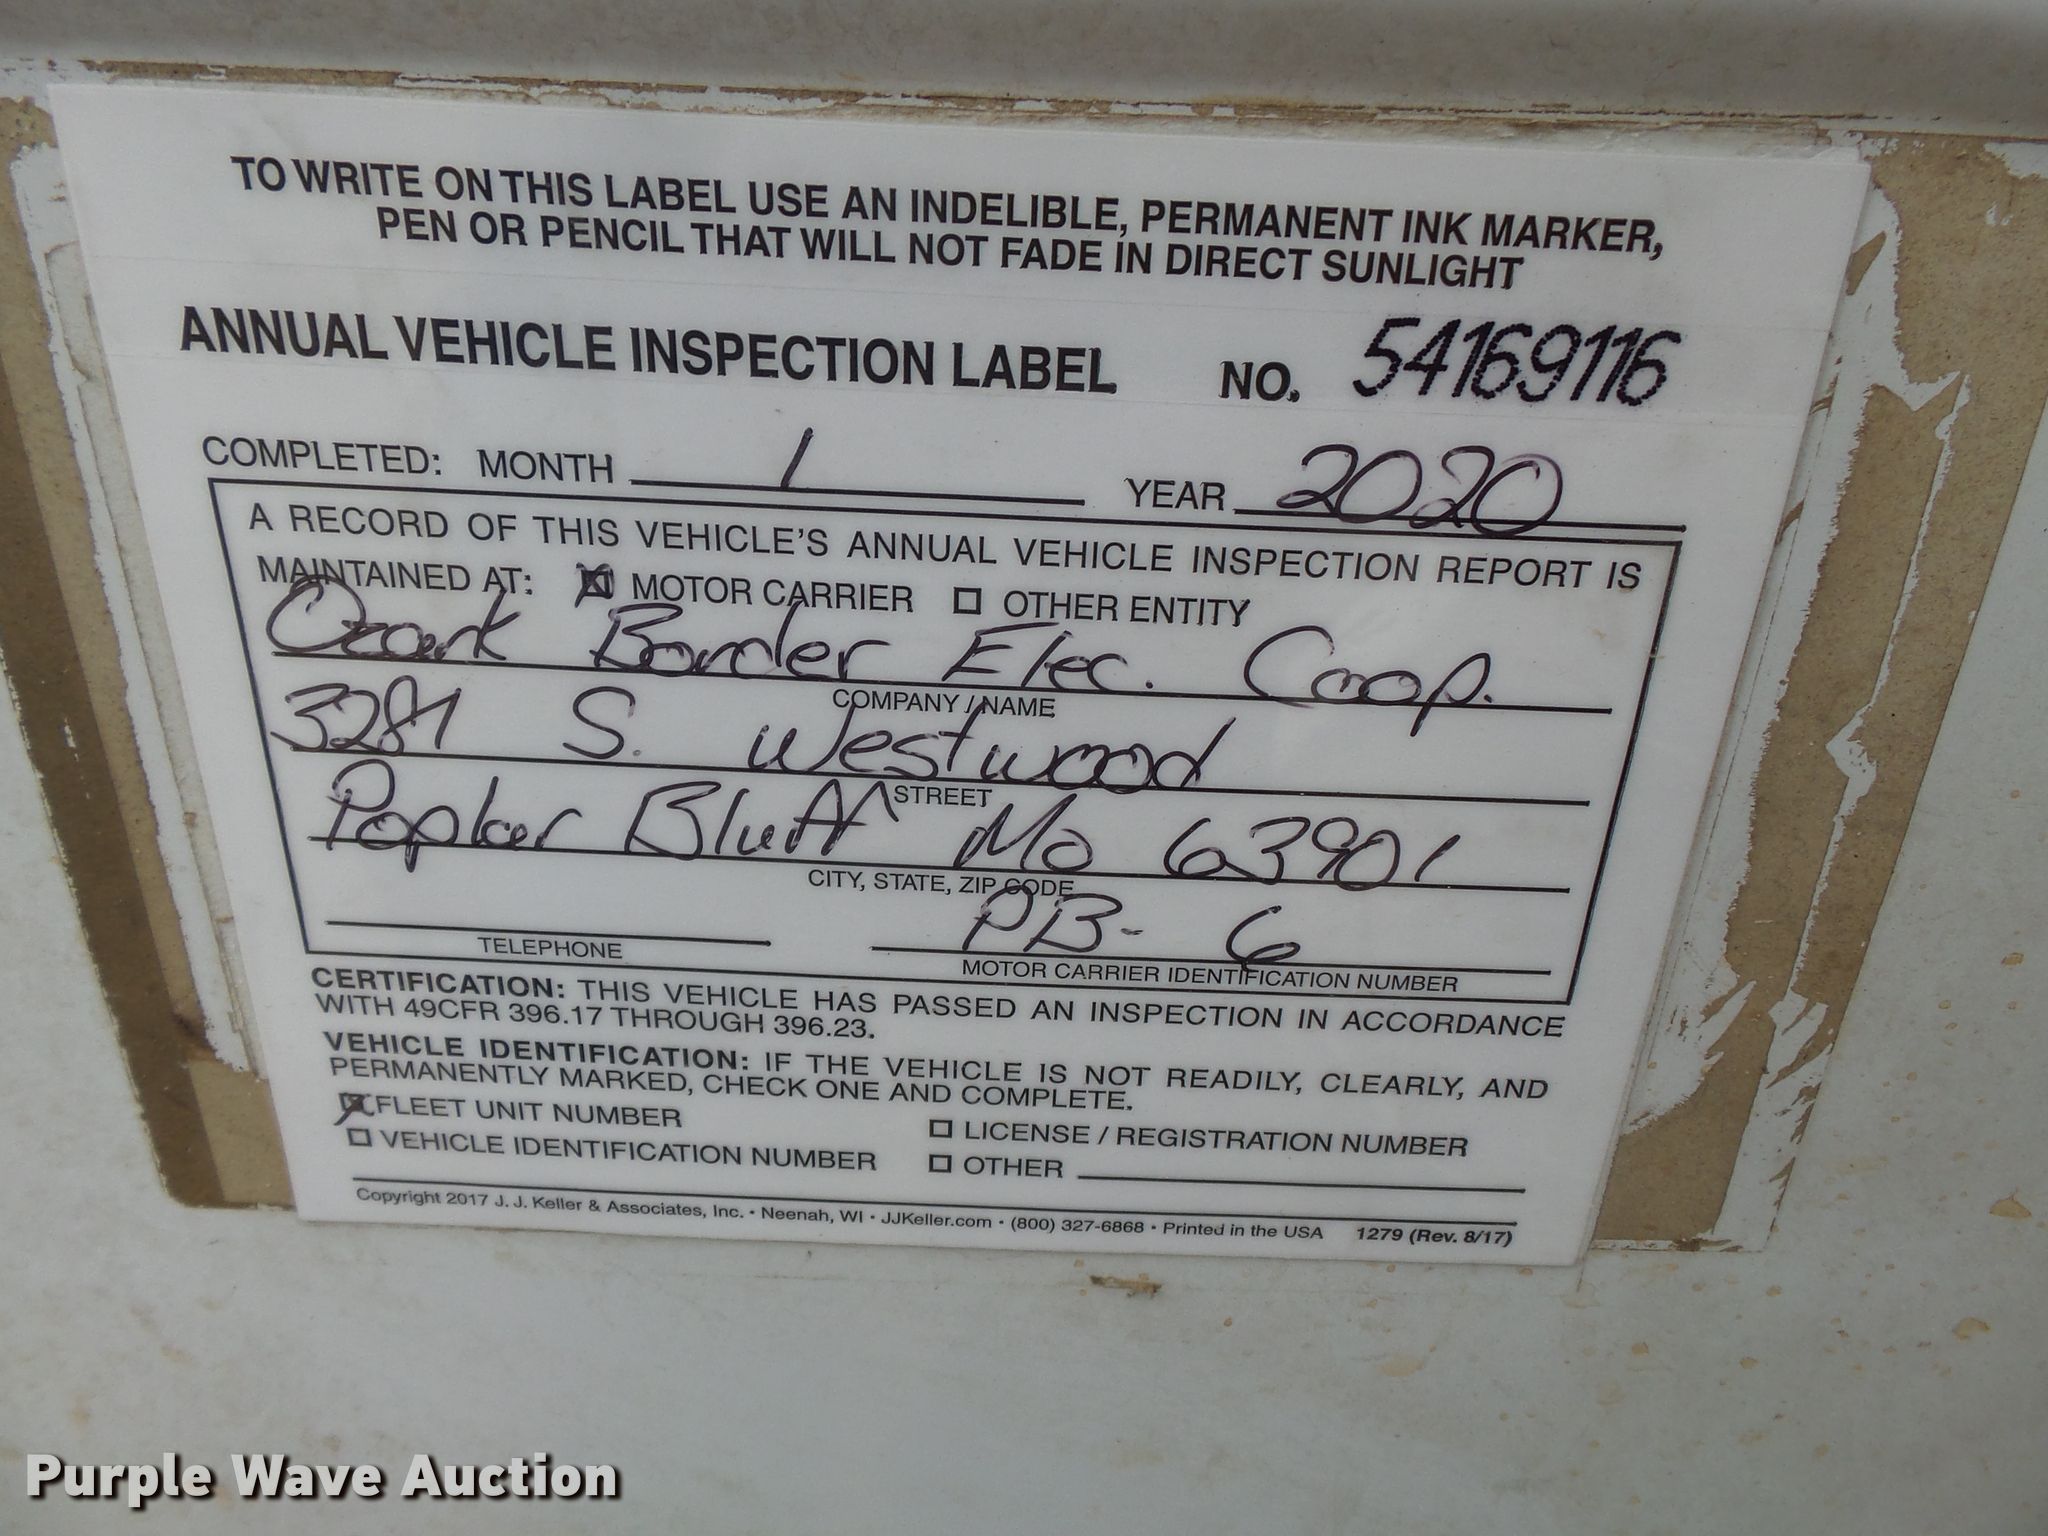 TO WRITE ON THIS LABEL USE AN INDELIBLE, PERMANENT INK MARKER,
PEN OR PENCIL THAT WILL NOT FADE IN DIRECT SUNLIGHT
ANNUAL VEHICLE INSPECTION LABEL NO. 54169116
COMPLETED: MONTH 1 YEAR 2020
A RECORD OF THIS VEHICLE'S ANNUAL VEHICLE INSPECTION REPORT IS
MAINTAINED AT: MOTOR CARRIER OTHER ENTITY
Ozark Border Elec. Coop.
COMPANY / NAME
3281 S. Westwood
STREET
Poplar Bluff Mo 63901
CITY, STATE, ZIP CODE
PB-6
TELEPHONE MOTOR CARRIER IDENTIFICATION NUMBER
CERTIFICATION: THIS VEHICLE HAS PASSED AN INSPECTION IN ACCORDANCE
WITH 49CFR 396.17 THROUGH 396.23.
VEHICLE IDENTIFICATION: IF THE VEHICLE IS NOT READILY, CLEARLY, AND
PERMANENTLY MARKED, CHECK ONE AND COMPLETE.
FLEET UNIT NUMBER LICENSE / REGISTRATION NUMBER
VEHICLE IDENTIFICATION NUMBER OTHER
Copyright 2017 J. J. Keller & Associates, Inc. • Neenah, WI • JJKeller.com • (800) 327-6868 • Printed in the USA 1279 (Rev. 8/17)
Purple Wave Auction